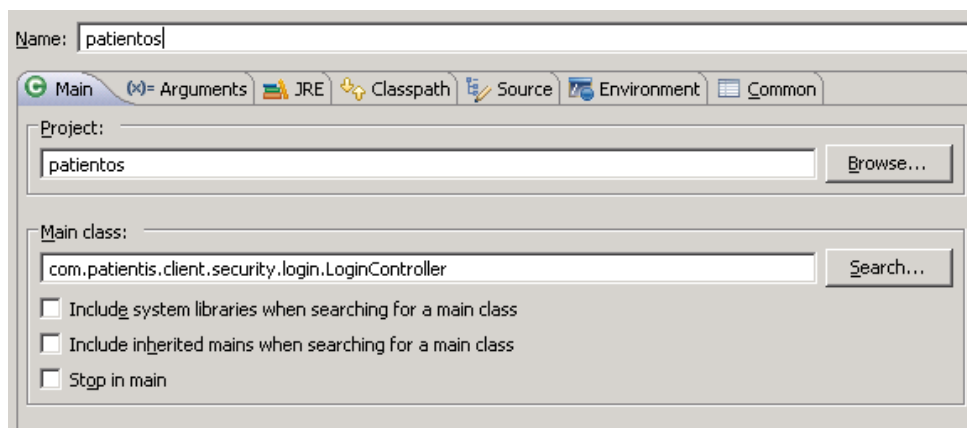 Name: patientos
Main (x)= Arguments JRE Classpath Source Environment Common
Project:
patientos Browse...
Main class:
com.patientis.client.security.login.LoginController Search...
Include system libraries when searching for a main class
Include inherited mains when searching for a main class
Stop in main